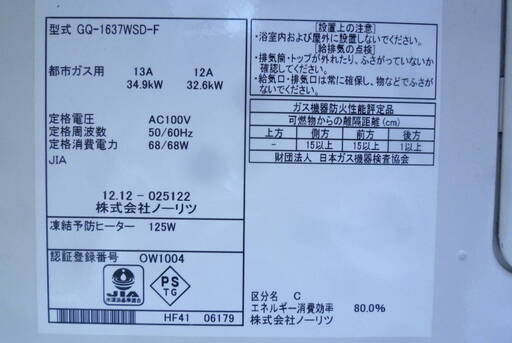 型式 GQ-1637WSD-F
都市ガス用 13A 12A
34.9kW 32.6kW
定格電圧 AC100V
定格周波数 50/60Hz
定格消費電力 68/68W
JIA
12.12 - 025122
株式会社ノーリツ
凍結予防ヒーター 125W
認証登録番号 OW1004
JIA
PS
TG
HF41 06179
[設置上の注意]
・浴室内および屋外に設置しないでください。
[給排気の点検]
・排気筒・トップが外れたり、ふさがっていないか
確認してください。
・給気口・排気口は常に確保し、物などでふさが
ないでください。
ガス機器防火性能評定品
可燃物からの離隔距離(cm)
上方 側方 前方 後方
- 15以上 15以上 1以上
財団法人 日本ガス機器検査協会
区分名 C
エネルギー消費効率 80.0%
株式会社ノーリツ